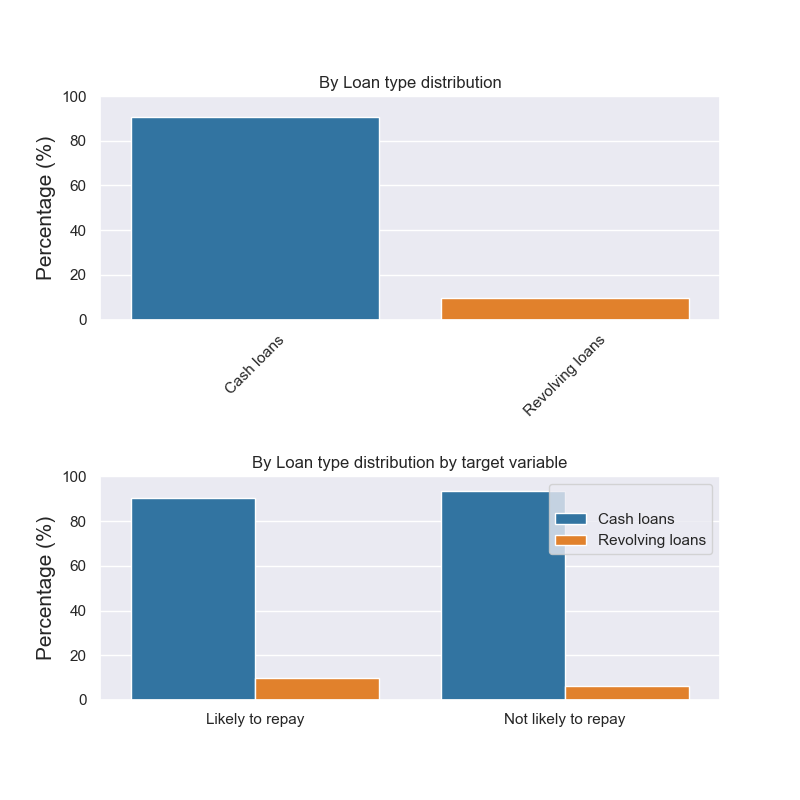 By Loan type distribution
Percentage (%)
100
80
60
40
20
0
Cash loans
Revolving loans
By Loan type distribution by target variable
Percentage (%)
100
80
60
40
20
0
Cash loans
Revolving loans
Likely to repay
Not likely to repay